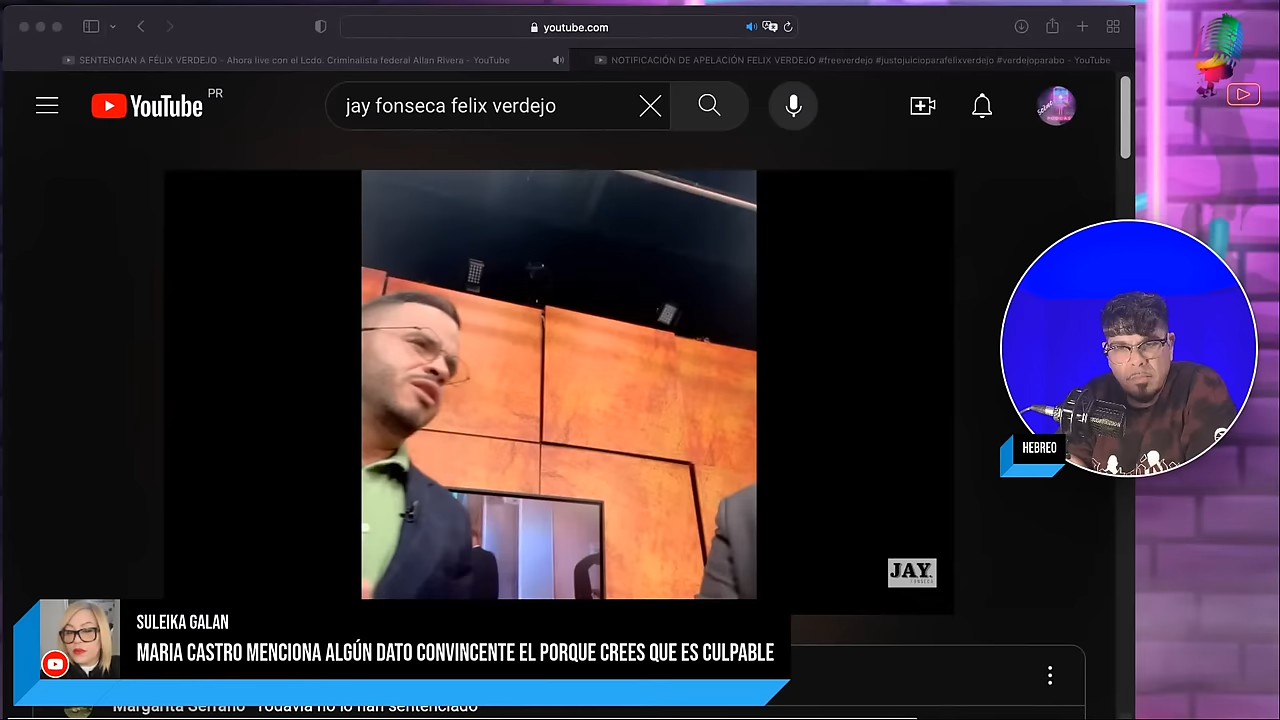 youtube.com
SENTENCIAN A FÉLIX VERDEJO - Ahora live con el Lcdo. Criminalista federal Allan Rivera - YouTube
NOTIFICACIÓN DE APELACIÓN FELIX VERDEJO #freeverdejo #justojuicioparafelixverdejo #verdejoparabo - YouTube
YouTube PR
jay fonseca felix verdejo
HEBREO
JAY
FONSECA
SULEIKA GALAN
MARIA CASTRO MENCIONA ALGÚN DATO CONVINCENTE EL PORQUE CREES QUE ES CULPABLE
Margarita Serrano Todavía no lo han sentenciado